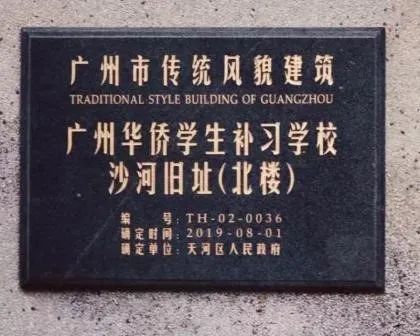 广州市传统风貌建筑
TRADITIONAL STYLE BUILDING OF GUANGZHOU
广州华侨学生补习学校
沙河旧址(北楼)
编 号: TH-02-0036
确定时间: 2019-08-01
确定单位: 天河区人民政府